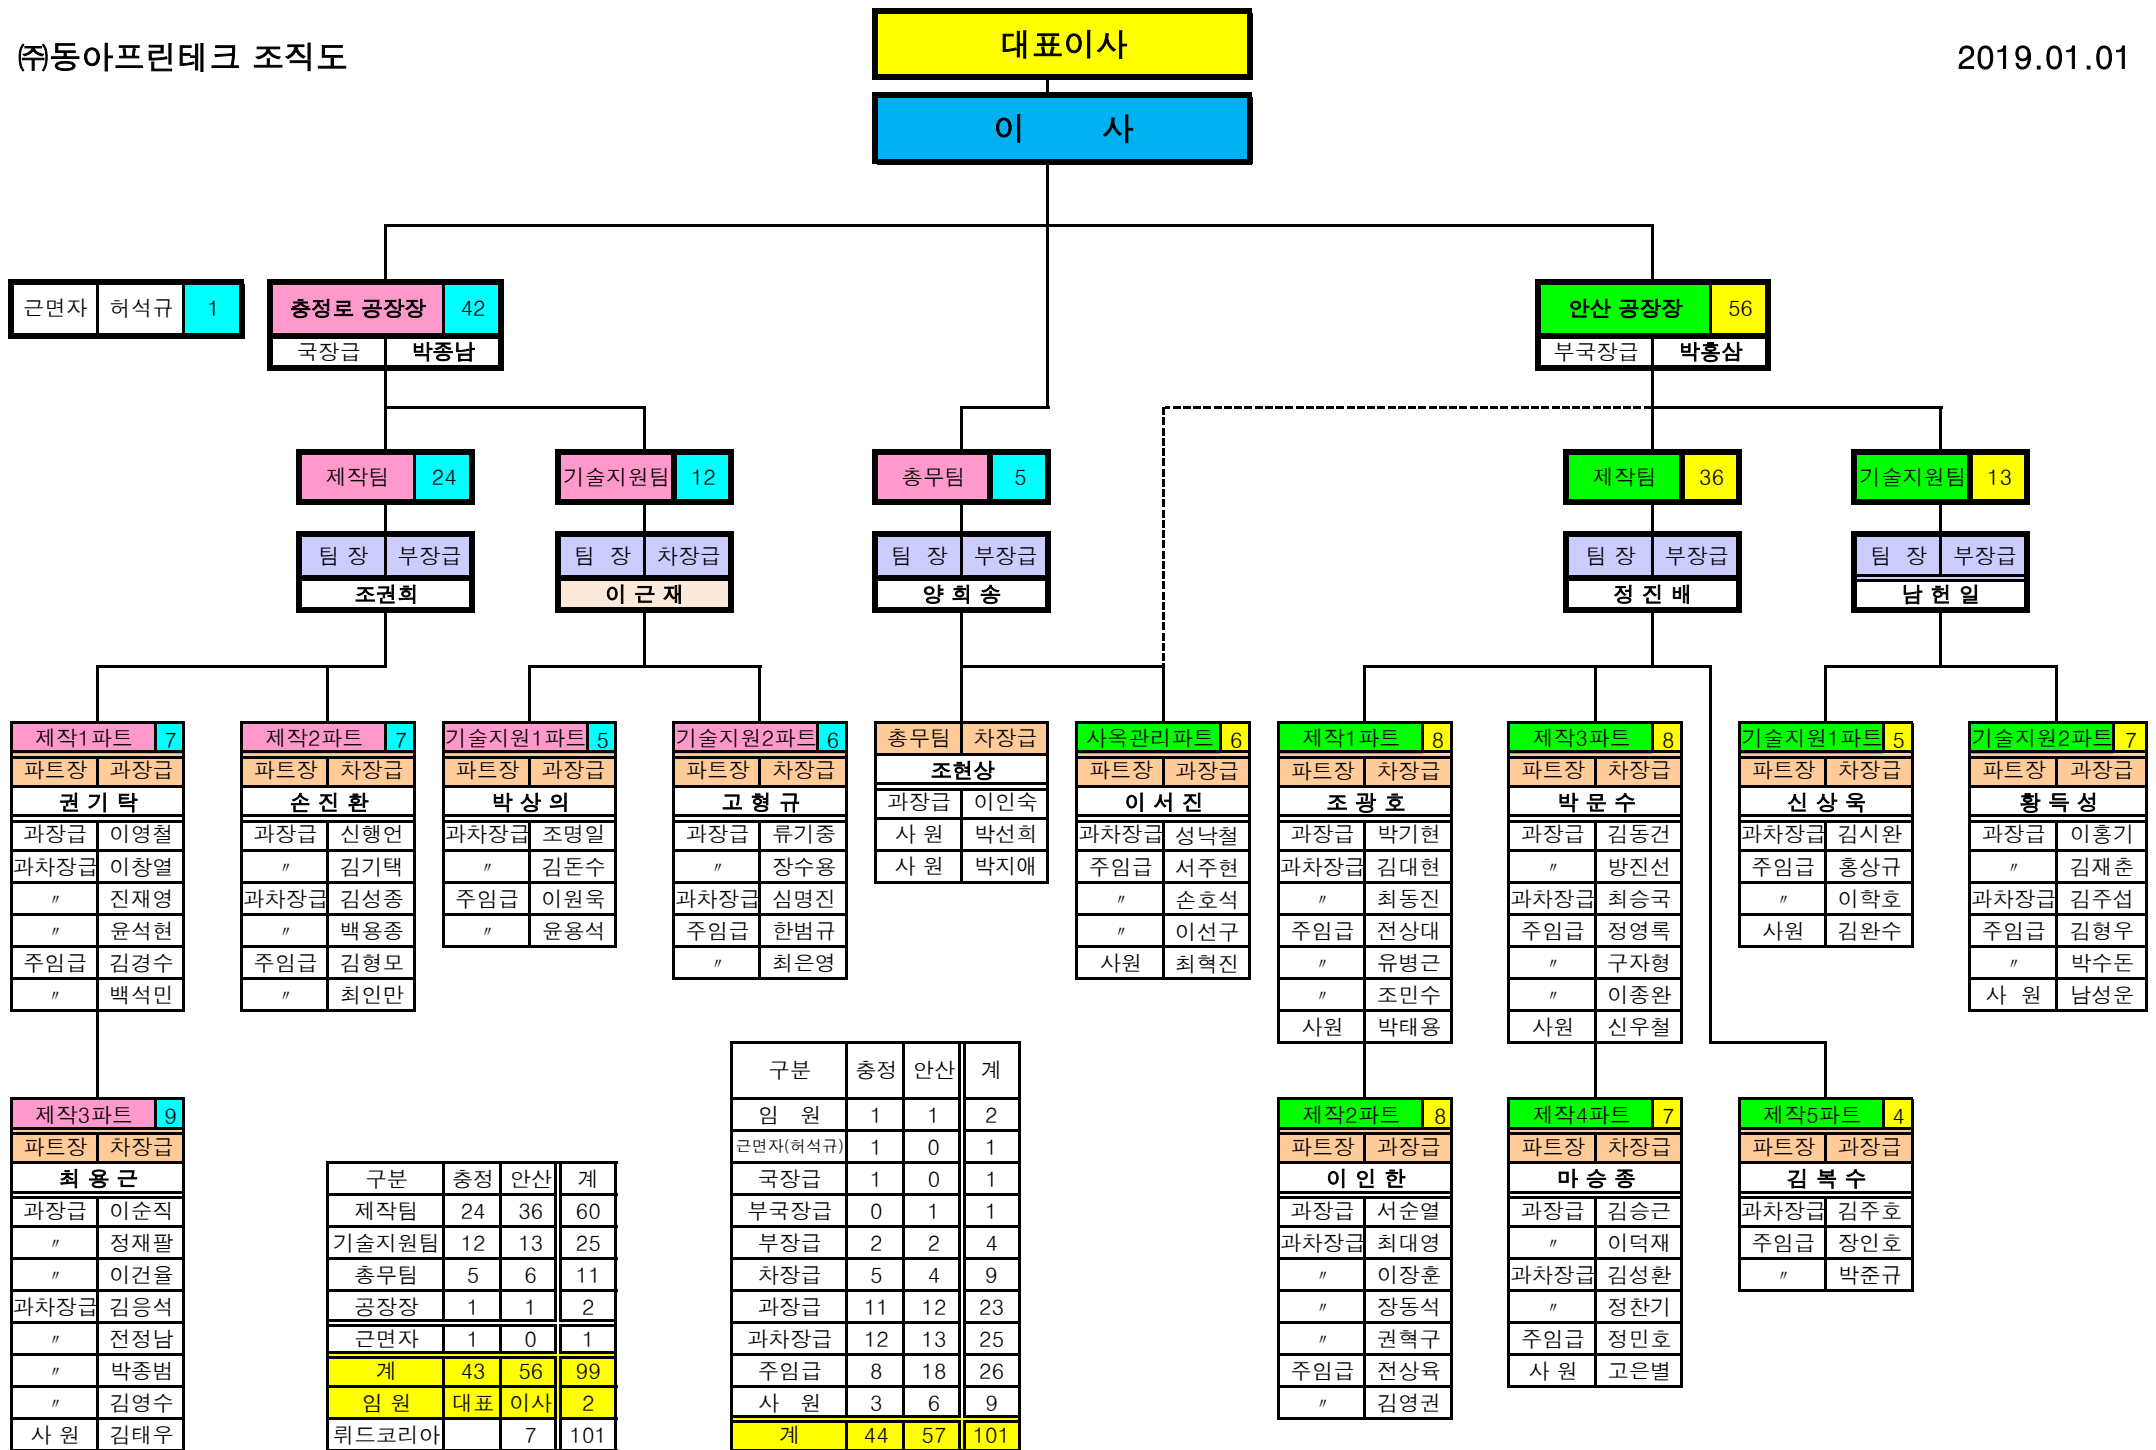 ㈜동아프린테크 조직도
대표이사
2019.01.01
이 사
근면자 허석규 1
충정로 공장장 42
국장급 박종남
안산 공장장 56
부국장급 박홍삼
제작팀 24
팀 장 부장급
조권희
기술지원팀 12
팀 장 차장급
이 근 재
총무팀 5
팀 장 부장급
양 희 송
제작팀 36
팀 장 부장급
정 진 배
기술지원팀 13
팀 장 부장급
남 헌 일
제작1파트 7
파트장 과장급
권 기 탁
과장급 이영철
과차장급 이창열
〃 진재영
〃 윤석현
주임급 김경수
〃 백석민
제작2파트 7
파트장 차장급
손 진 환
과장급 신행언
〃 김기택
과차장급 김성종
〃 백용종
주임급 김형모
〃 최인만
기술지원1파트 5
파트장 과장급
박 상 의
과차장급 조명일
〃 김돈수
주임급 이원욱
〃 윤용석
기술지원2파트 6
파트장 차장급
고 형 규
과장급 류기중
〃 장수용
과차장급 심명진
주임급 한범규
〃 최은영
총무팀 차장급
조현상
과장급 이인숙
사 원 박선희
사 원 박지애
사옥관리파트 6
파트장 과장급
이 서 진
과차장급 성낙철
주임급 서주현
〃 손호석
〃 이선구
사원 최혁진
제작1파트 8
파트장 차장급
조 광 호
과장급 박기현
과차장급 김대현
〃 최동진
주임급 전상대
〃 유병근
〃 조민수
사원 박태용
제작3파트 8
파트장 차장급
박 문 수
과장급 김동건
〃 방진선
과차장급 최승국
주임급 정영록
〃 구자형
〃 이종완
사원 신우철
기술지원1파트 5
파트장 차장급
신 상 욱
과차장급 김시완
주임급 홍상규
〃 이학호
사원 김완수
기술지원2파트 7
파트장 과장급
황 득 성
과장급 이홍기
〃 김재춘
과차장급 김주섭
주임급 김형우
〃 박수돈
사 원 남성운
제작3파트 9
파트장 차장급
최 용 근
과장급 이순직
〃 정재팔
〃 이건율
과차장급 김응석
〃 전정남
〃 박종범
〃 김영수
사 원 김태우
구분 충정 안산 계
제작팀 24 36 60
기술지원팀 12 13 25
총무팀 5 6 11
공장장 1 1 2
근면자 1 0 1
계 43 56 99
임 원 대표 이사 2
뤼드코리아 7 101
구분 충정 안산 계
임 원 1 1 2
근면자(허석규) 1 0 1
국장급 1 0 1
부국장급 0 1 1
부장급 2 2 4
차장급 5 4 9
과장급 11 12 23
과차장급 12 13 25
주임급 8 18 26
사 원 3 6 9
계 44 57 101
제작2파트 8
파트장 과장급
이 인 한
과장급 서순열
과차장급 최대영
〃 이장훈
〃 장동석
〃 권혁구
주임급 전상육
〃 김영권
제작4파트 7
파트장 차장급
마 승 종
과장급 김승근
〃 이덕재
과차장급 김성환
〃 정찬기
주임급 정민호
사 원 고은별
제작5파트 4
파트장 과장급
김 복 수
과차장급 김주호
주임급 장인호
〃 박준규